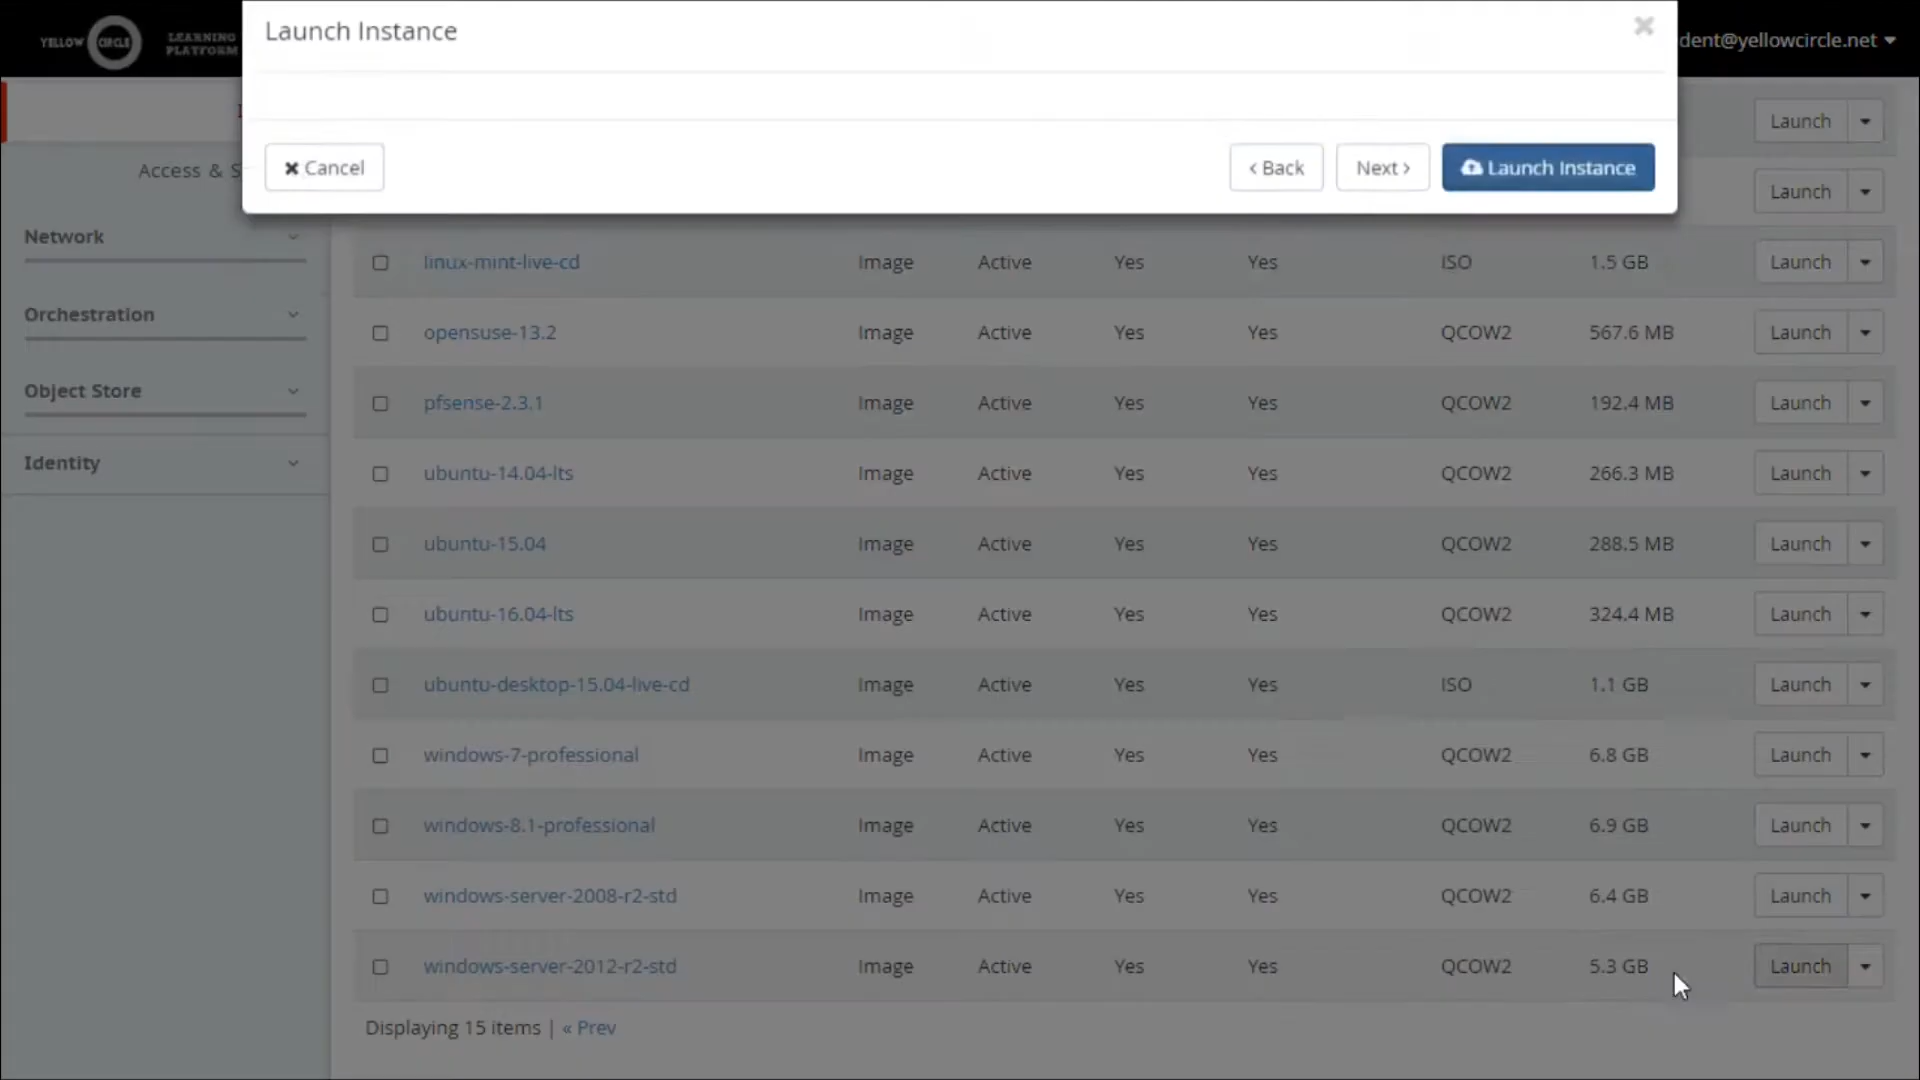 Launch Instance ×
YELLOW CIRCLE LEARNING PLATFORM dent@yellowcircle.net
Launch
Cancel ‹ Back Next › Launch Instance
Access & S
Launch
Network
linux-mint-live-cd Image Active Yes Yes ISO 1.5 GB Launch
Orchestration
opensuse-13.2 Image Active Yes Yes QCOW2 567.6 MB Launch
Object Store
pfsense-2.3.1 Image Active Yes Yes QCOW2 192.4 MB Launch
Identity
ubuntu-14.04-lts Image Active Yes Yes QCOW2 266.3 MB Launch
ubuntu-15.04 Image Active Yes Yes QCOW2 288.5 MB Launch
ubuntu-16.04-lts Image Active Yes Yes QCOW2 324.4 MB Launch
ubuntu-desktop-15.04-live-cd Image Active Yes Yes ISO 1.1 GB Launch
windows-7-professional Image Active Yes Yes QCOW2 6.8 GB Launch
windows-8.1-professional Image Active Yes Yes QCOW2 6.9 GB Launch
windows-server-2008-r2-std Image Active Yes Yes QCOW2 6.4 GB Launch
windows-server-2012-r2-std Image Active Yes Yes QCOW2 5.3 GB Launch
Displaying 15 items | « Prev